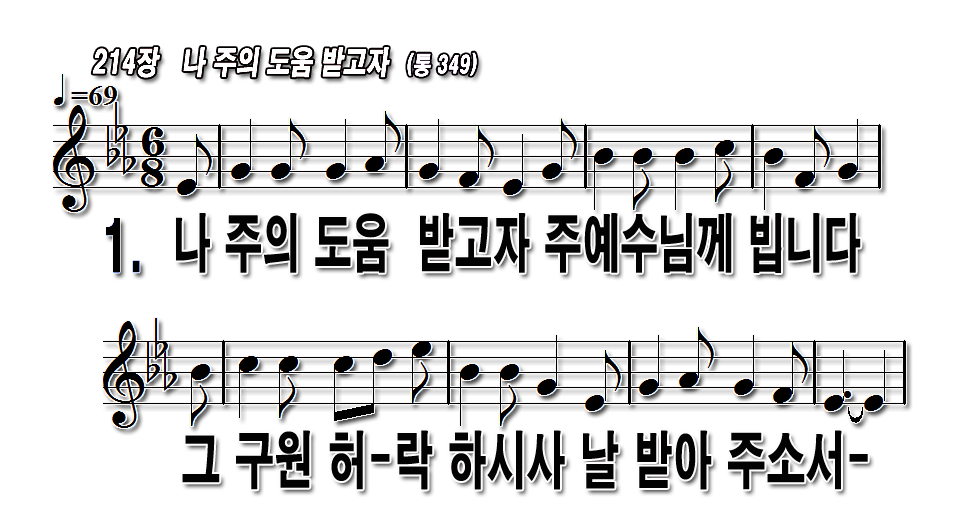 214장 나 주의 도움 받고자 (통 349)
♩=69
6
8
1. 나 주의 도움 받고자 주예수님께 빕니다
그 구원 허-락 하시사 날 받아 주소서-